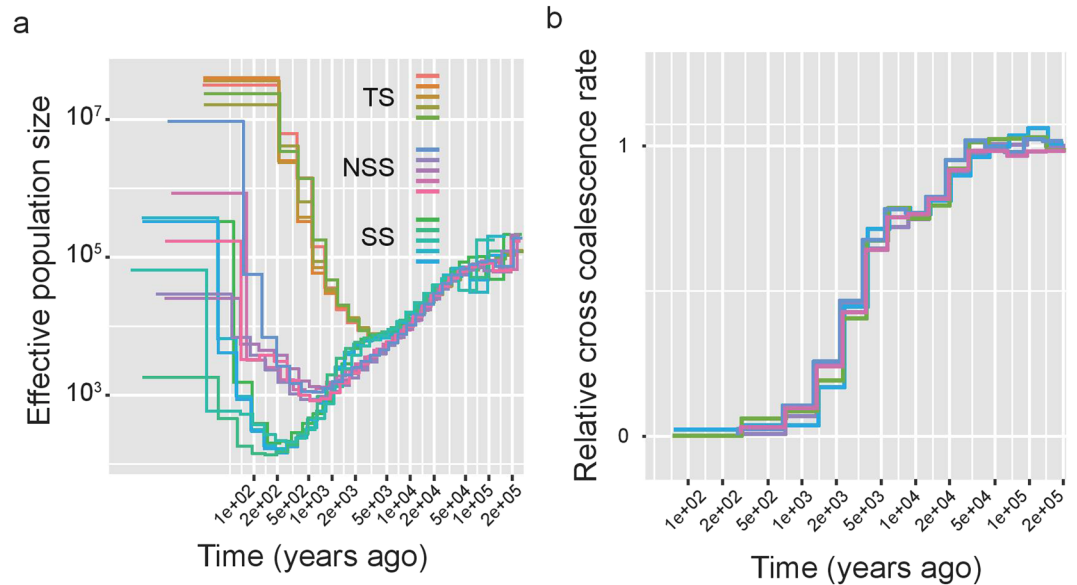 a
Effective population size
10⁷
10⁵
10³
TS
NSS
SS
1e+02
2e+02
5e+02
1e+03
2e+03
5e+03
1e+04
2e+04
5e+04
1e+05
2e+05
Time (years ago)
b
Relative cross coalescence rate
1
0
1e+02
2e+02
5e+02
1e+03
2e+03
5e+03
1e+04
2e+04
5e+04
1e+05
2e+05
Time (years ago)